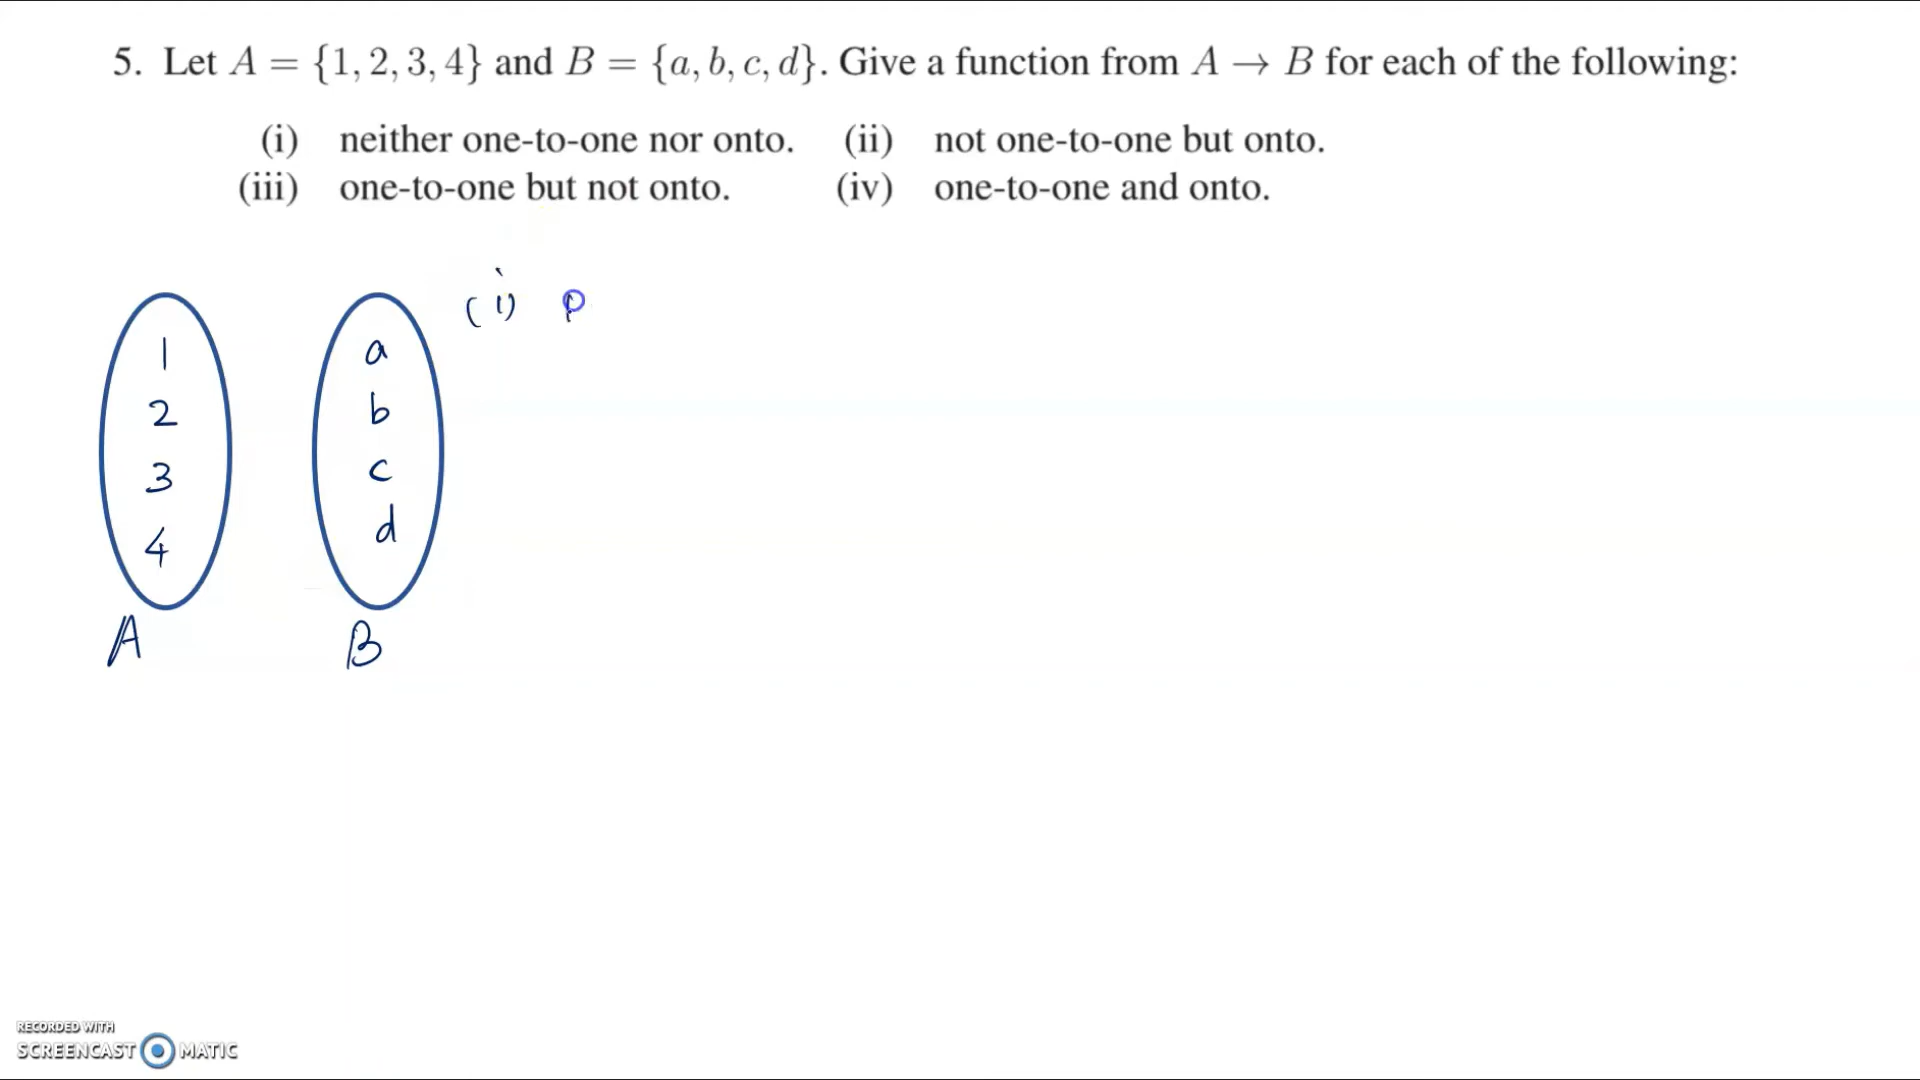 5. Let A = {1, 2, 3, 4} and B = {a, b, c, d}. Give a function from A → B for each of the following:
(i) neither one-to-one nor onto. (ii) not one-to-one but onto.
(iii) one-to-one but not onto. (iv) one-to-one and onto.
(i) P
1 a
2 b
3 c
4 d
A B
RECORDED WITH
SCREENCAST MATIC